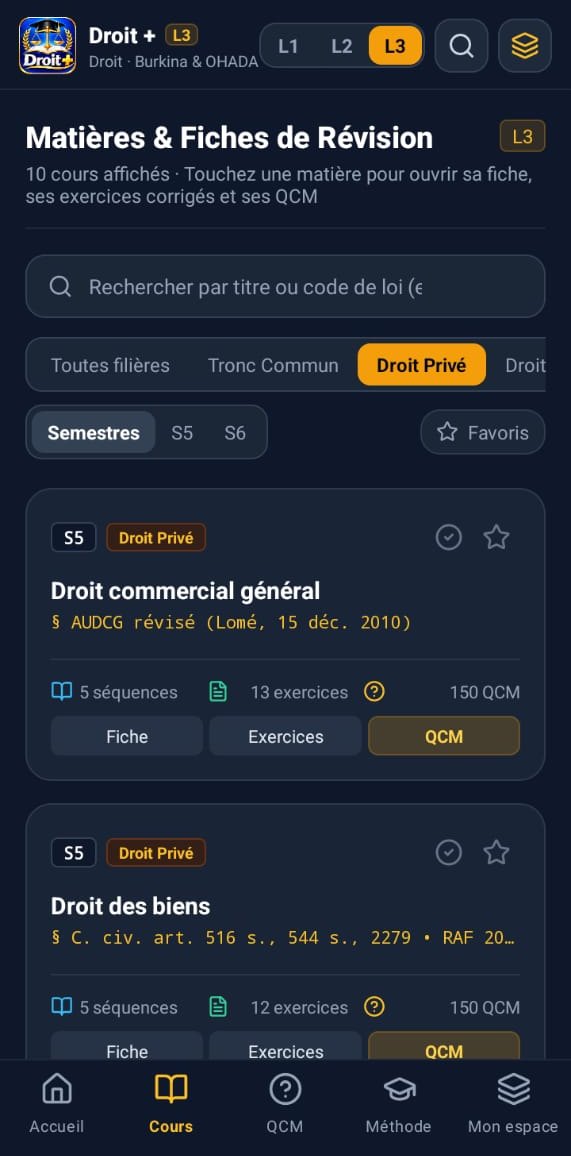 Droit+
Droit + L3
Droit · Burkina & OHADA
L1 L2 L3
Matières & Fiches de Révision L3
10 cours affichés · Touchez une matière pour ouvrir sa fiche,
ses exercices corrigés et ses QCM
Rechercher par titre ou code de loi (e
Toutes filières Tronc Commun Droit Privé Droit
Semestres S5 S6 Favoris
S5 Droit Privé
Droit commercial général
§ AUDCG révisé (Lomé, 15 déc. 2010)
5 séquences 13 exercices 150 QCM
Fiche Exercices QCM
S5 Droit Privé
Droit des biens
§ C. civ. art. 516 s., 544 s., 2279 • RAF 20…
5 séquences 12 exercices 150 QCM
Fiche Exercices QCM
Accueil Cours QCM Méthode Mon espace